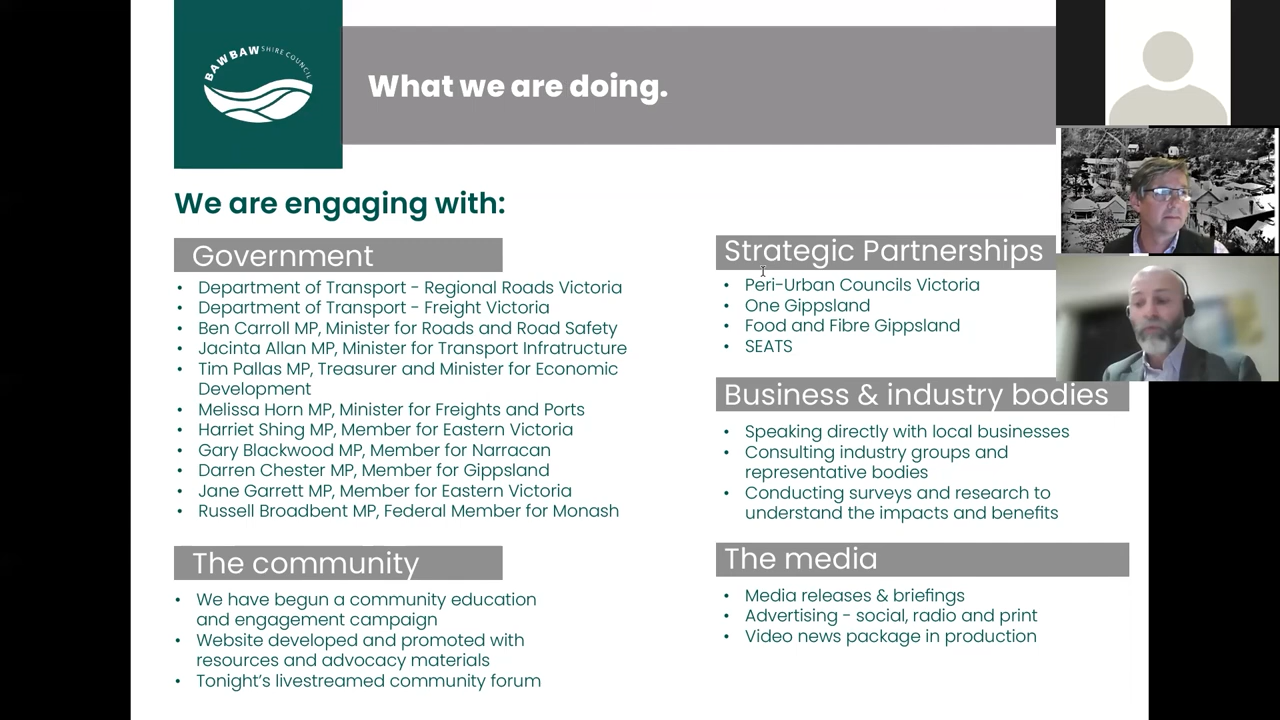 BAW BAW SHIRE COUNCIL
What we are doing.
We are engaging with:
Government
• Department of Transport - Regional Roads Victoria
• Department of Transport - Freight Victoria
• Ben Carroll MP, Minister for Roads and Road Safety
• Jacinta Allan MP, Minister for Transport Infratructure
• Tim Pallas MP, Treasurer and Minister for Economic
Development
• Melissa Horn MP, Minister for Freights and Ports
• Harriet Shing MP, Member for Eastern Victoria
• Gary Blackwood MP, Member for Narracan
• Darren Chester MP, Member for Gippsland
• Jane Garrett MP, Member for Eastern Victoria
• Russell Broadbent MP, Federal Member for Monash
The community
• We have begun a community education
and engagement campaign
• Website developed and promoted with
resources and advocacy materials
• Tonight's livestreamed community forum
Strategic Partnerships
• Peri-Urban Councils Victoria
• One Gippsland
• Food and Fibre Gippsland
• SEATS
Business & industry bodies
• Speaking directly with local businesses
• Consulting industry groups and
representative bodies
• Conducting surveys and research to
understand the impacts and benefits
The media
• Media releases & briefings
• Advertising - social, radio and print
• Video news package in production